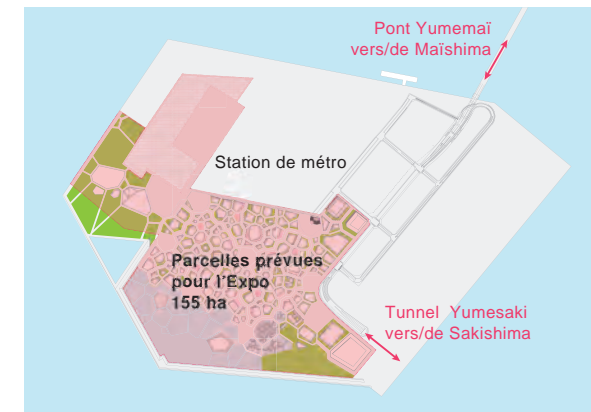 Pont Yumemaï
vers/de Maïshima
Station de métro
Parcelles prévues
pour l'Expo
155 ha
Tunnel Yumesaki
vers/de Sakishima